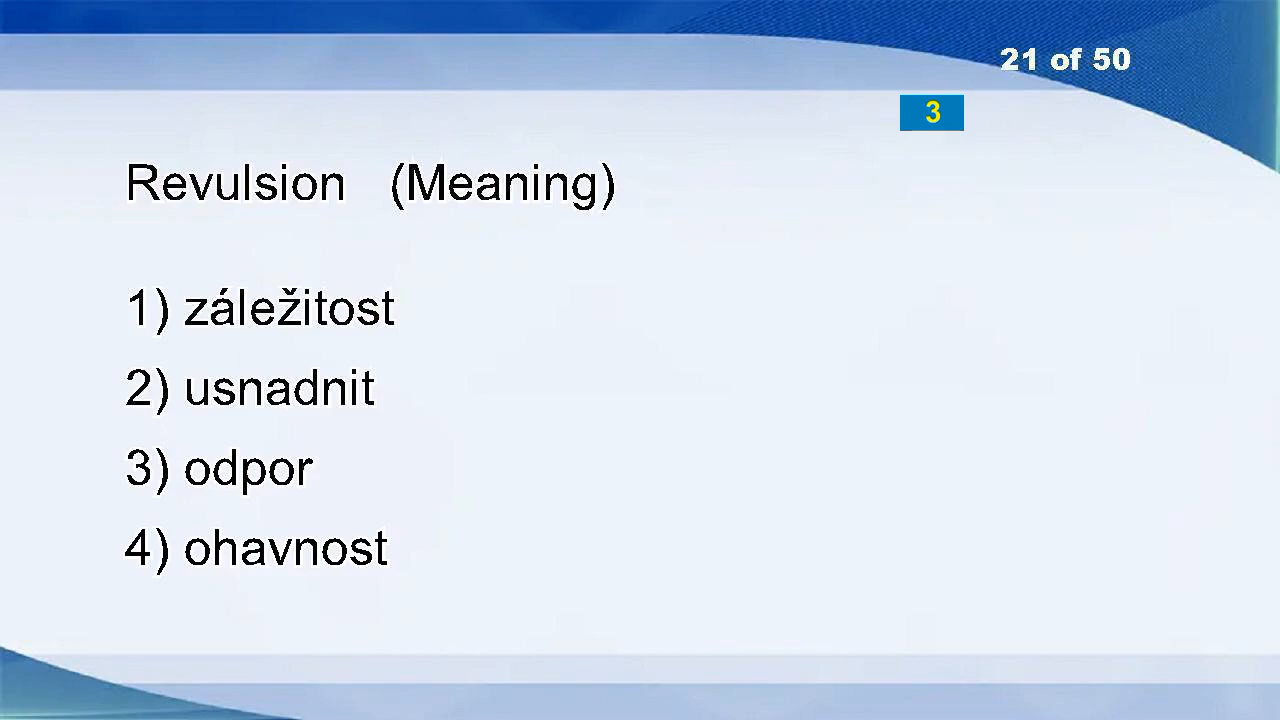 21 of 50
3
Revulsion (Meaning)
1) záležitost
2) usnadnit
3) odpor
4) ohavnost